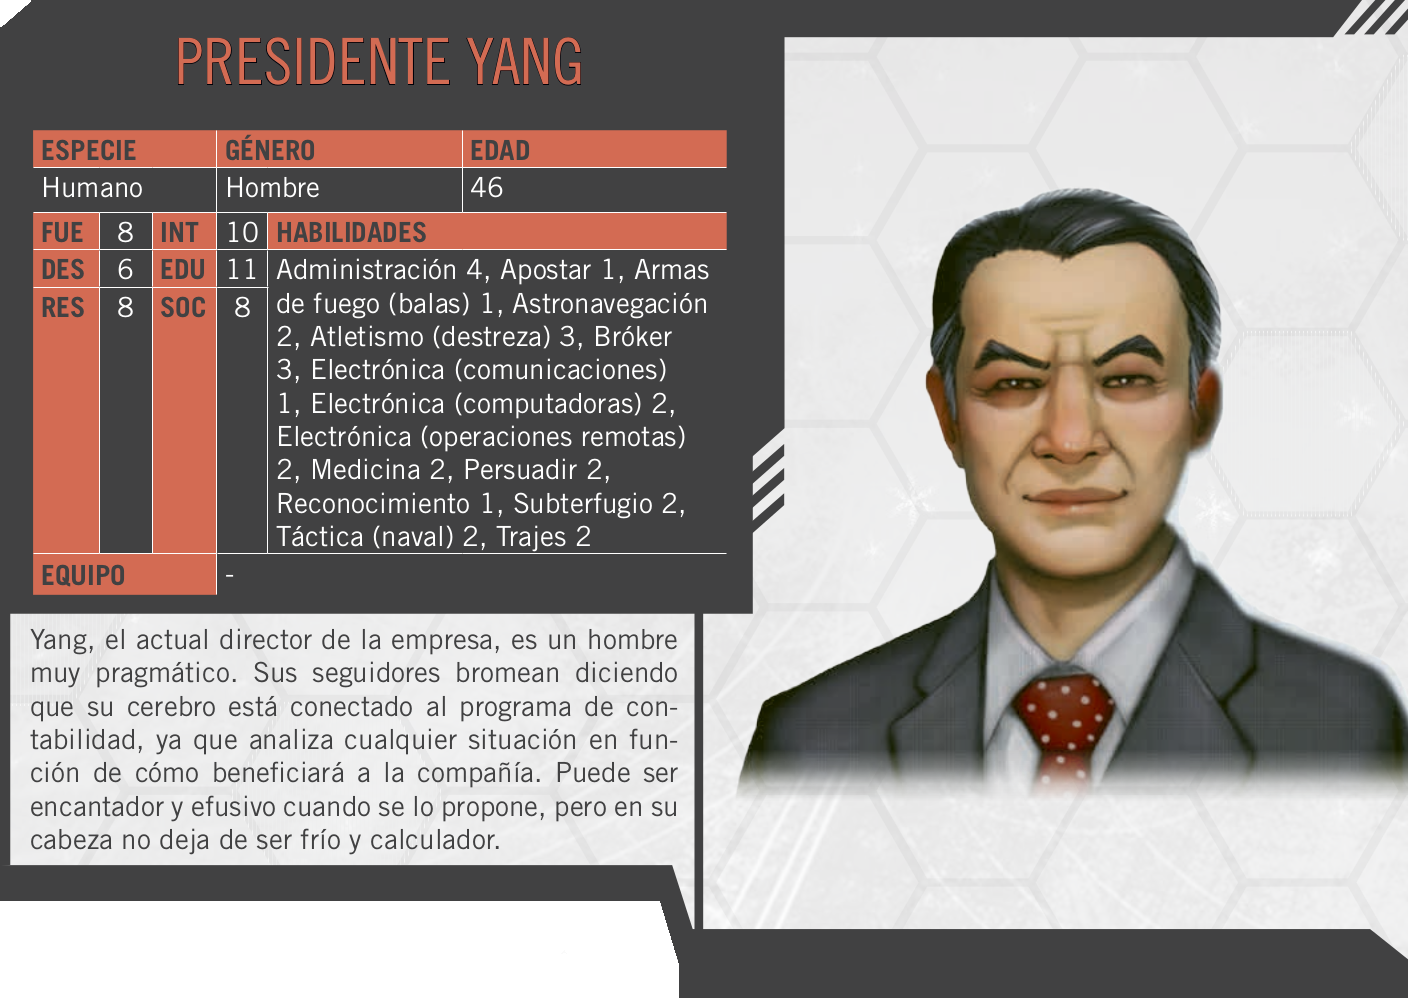 PRESIDENTE YANG
ESPECIE GÉNERO EDAD
Humano Hombre 46
FUE 8 INT 10 HABILIDADES
DES 6 EDU 11
RES 8 SOC 8
Administración 4, Apostar 1, Armas
de fuego (balas) 1, Astronavegación
2, Atletismo (destreza) 3, Bróker
3, Electrónica (comunicaciones)
1, Electrónica (computadoras) 2,
Electrónica (operaciones remotas)
2, Medicina 2, Persuadir 2,
Reconocimiento 1, Subterfugio 2,
Táctica (naval) 2, Trajes 2
EQUIPO -
Yang, el actual director de la empresa, es un hombre
muy pragmático. Sus seguidores bromean diciendo
que su cerebro está conectado al programa de con-
tabilidad, ya que analiza cualquier situación en fun-
ción de cómo beneficiará a la compañía. Puede ser
encantador y efusivo cuando se lo propone, pero en su
cabeza no deja de ser frío y calculador.